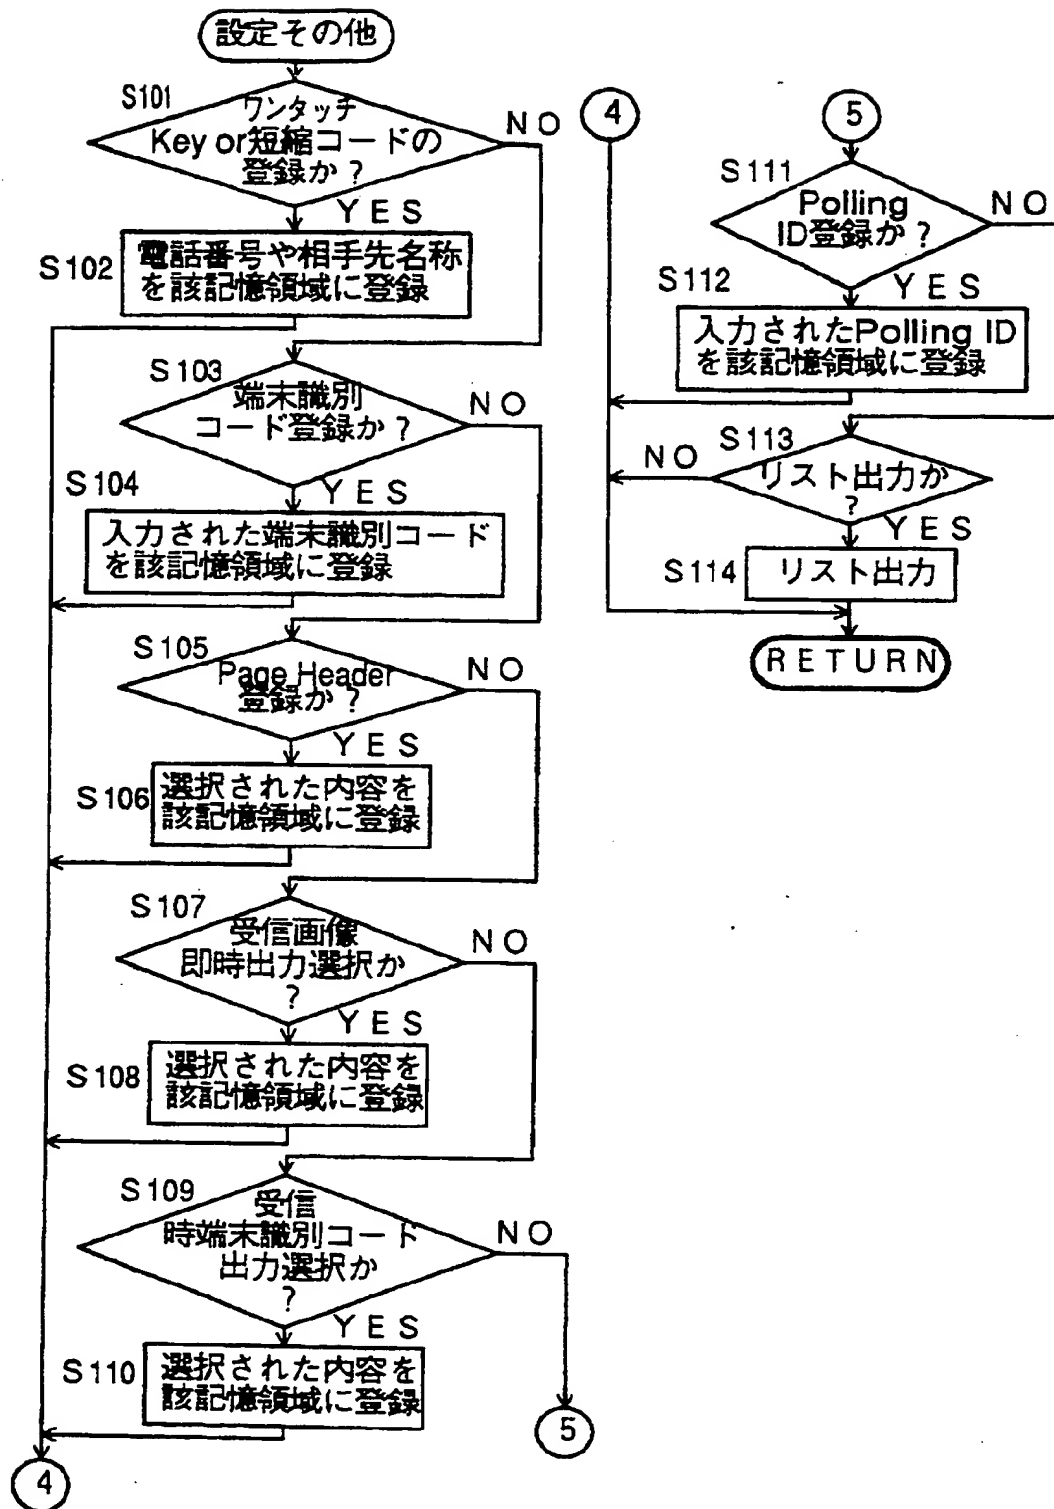 設定その他
S101
ワンタッチ
Key or短縮コードの
登録か?
NO
YES
S102
電話番号や相手先名称
を該記憶領域に登録
S103
端末識別
コード登録か?
NO
YES
S104
入力された端末識別コード
を該記憶領域に登録
S105
Page Header
登録か?
NO
YES
S106
選択された内容を
該記憶領域に登録
S107
受信画像
即時出力選択か
?
NO
YES
S108
選択された内容を
該記憶領域に登録
S109
受信
時端末識別コード
出力選択か
?
NO
YES
S110
選択された内容を
該記憶領域に登録
4
5
4
5
S111
Polling
ID登録か?
NO
YES
S112
入力されたPolling ID
を該記憶領域に登録
S113
リスト出力か
?
NO
YES
S114
リスト出力
RETURN